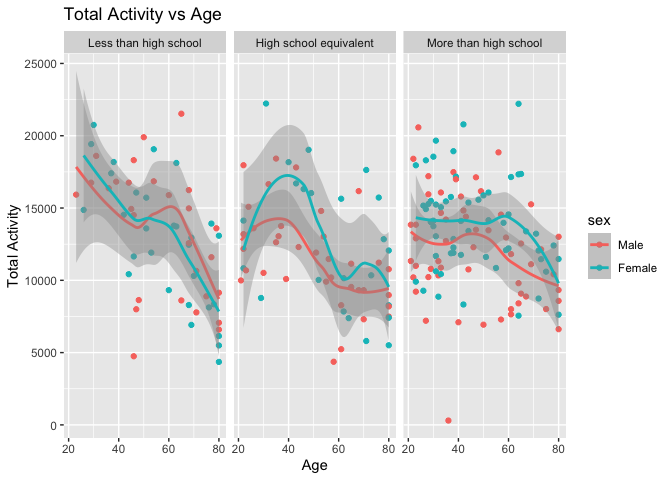 Total Activity vs Age
Less than high school
High school equivalent
More than high school
25000
20000
15000
10000
5000
0
Total Activity
20 40 60 80
20 40 60 80
20 40 60 80
Age
sex
Male
Female